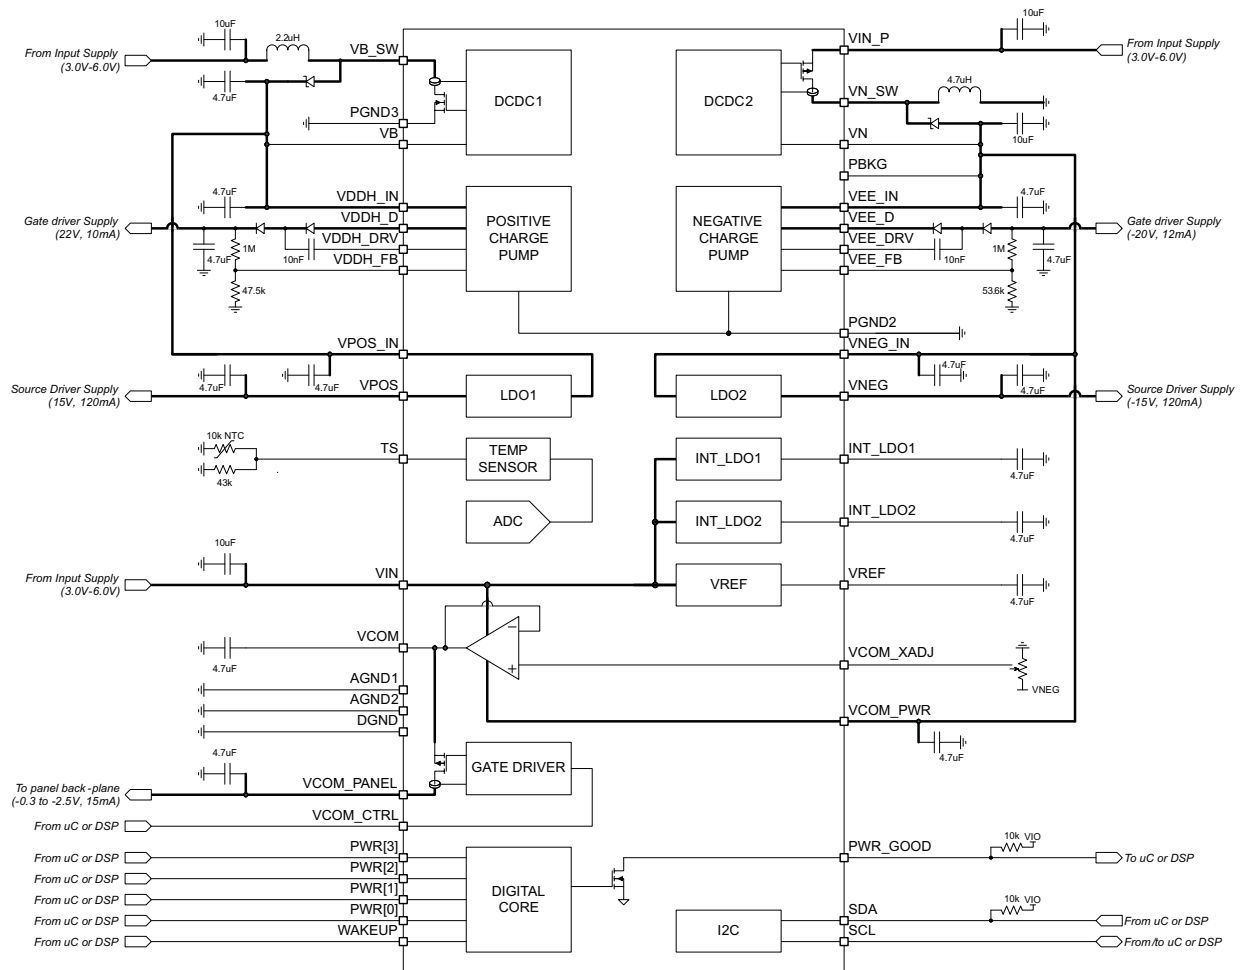 10uF
From Input Supply
(3.0V-6.0V)
2.2uH
VB_SW
4.7uF
PGND3
VB
DCDC1
DCDC2
VIN_P
10uF
From Input Supply
(3.0V-6.0V)
4.7uH
VN_SW
10uF
VN
PBKG
4.7uF
VDDH_IN
Gate driver Supply
(22V, 10mA)
VDDH_D
VDDH_DRV
VDDH_FB
4.7uF
1M
10nF
47.5k
POSITIVE
CHARGE
PUMP
NEGATIVE
CHARGE
PUMP
VEE_IN
4.7uF
VEE_D
VEE_DRV
VEE_FB
10nF
1M
4.7uF
53.6k
Gate driver Supply
(-20V, 12mA)
PGND2
VPOS_IN
4.7uF
4.7uF
VPOS
Source Driver Supply
(15V, 120mA)
LDO1
LDO2
VNEG_IN
4.7uF
4.7uF
VNEG
Source Driver Supply
(-15V, 120mA)
10k NTC
43k
TS
TEMP
SENSOR
ADC
INT_LDO1
INT_LDO1
4.7uF
INT_LDO2
INT_LDO2
4.7uF
10uF
From Input Supply
(3.0V-6.0V)
VIN
VREF
VREF
4.7uF
VCOM
4.7uF
−
+
VCOM_XADJ
VNEG
AGND1
AGND2
DGND
VCOM_PWR
4.7uF
4.7uF
To panel back-plane
(-0.3 to -2.5V, 15mA)
VCOM_PANEL
GATE DRIVER
From uC or DSP
VCOM_CTRL
From uC or DSP
PWR[3]
From uC or DSP
PWR[2]
From uC or DSP
PWR[1]
From uC or DSP
PWR[0]
From uC or DSP
WAKEUP
DIGITAL
CORE
PWR_GOOD
10k
VIO
To uC or DSP
I2C
SDA
10k
VIO
From uC or DSP
SCL
From/to uC or DSP